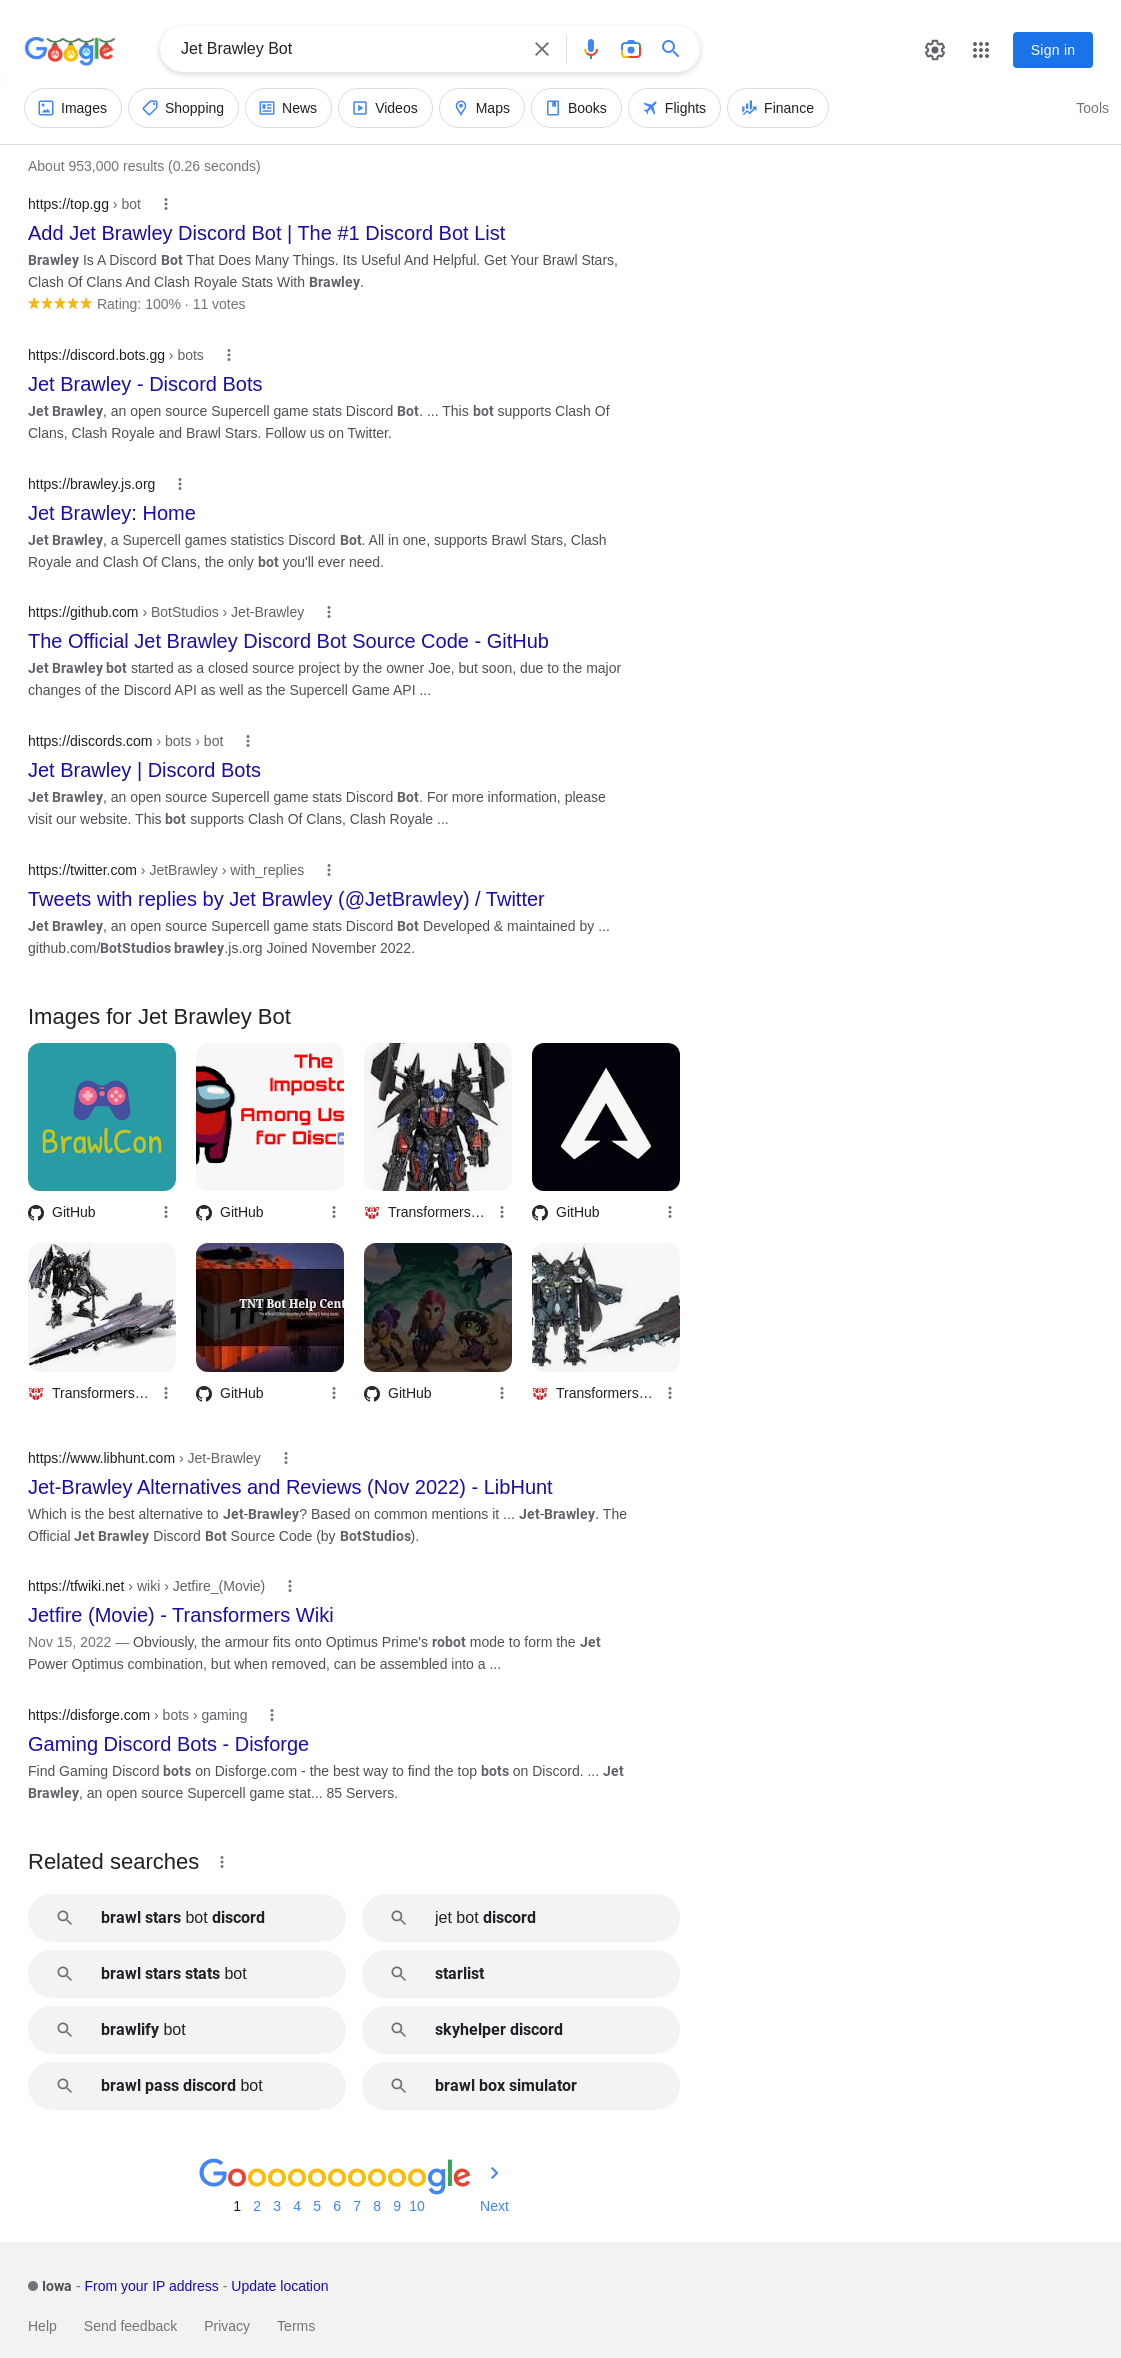 Google
Jet Brawley Bot
Sign in
Images
Shopping
News
Videos
Maps
Books
Flights
Finance
Tools
About 953,000 results (0.26 seconds)
https://top.gg › bot
Add Jet Brawley Discord Bot | The #1 Discord Bot List
Brawley Is A Discord Bot That Does Many Things. Its Useful And Helpful. Get Your Brawl Stars,
Clash Of Clans And Clash Royale Stats With Brawley.
Rating: 100% · 11 votes
https://discord.bots.gg › bots
Jet Brawley - Discord Bots
Jet Brawley, an open source Supercell game stats Discord Bot. ... This bot supports Clash Of
Clans, Clash Royale and Brawl Stars. Follow us on Twitter.
https://brawley.js.org
Jet Brawley: Home
Jet Brawley, a Supercell games statistics Discord Bot. All in one, supports Brawl Stars, Clash
Royale and Clash Of Clans, the only bot you'll ever need.
https://github.com › BotStudios › Jet-Brawley
The Official Jet Brawley Discord Bot Source Code - GitHub
Jet Brawley bot started as a closed source project by the owner Joe, but soon, due to the major
changes of the Discord API as well as the Supercell Game API ...
https://discords.com › bots › bot
Jet Brawley | Discord Bots
Jet Brawley, an open source Supercell game stats Discord Bot. For more information, please
visit our website. This bot supports Clash Of Clans, Clash Royale ...
https://twitter.com › JetBrawley › with_replies
Tweets with replies by Jet Brawley (@JetBrawley) / Twitter
Jet Brawley, an open source Supercell game stats Discord Bot Developed & maintained by ...
github.com/BotStudios brawley.js.org Joined November 2022.
Images for Jet Brawley Bot
BrawlCon
The
Imposto
Among Us
for Disc
GitHub
GitHub
Transformers...
GitHub
TNT Bot Help Cent
Transformers...
GitHub
GitHub
Transformers...
https://www.libhunt.com › Jet-Brawley
Jet-Brawley Alternatives and Reviews (Nov 2022) - LibHunt
Which is the best alternative to Jet-Brawley? Based on common mentions it ... Jet-Brawley. The
Official Jet Brawley Discord Bot Source Code (by BotStudios).
https://tfwiki.net › wiki › Jetfire_(Movie)
Jetfire (Movie) - Transformers Wiki
Nov 15, 2022 — Obviously, the armour fits onto Optimus Prime's robot mode to form the Jet
Power Optimus combination, but when removed, can be assembled into a ...
https://disforge.com › bots › gaming
Gaming Discord Bots - Disforge
Find Gaming Discord bots on Disforge.com - the best way to find the top bots on Discord. ... Jet
Brawley, an open source Supercell game stat... 85 Servers.
Related searches
brawl stars bot discord
jet bot discord
brawl stars stats bot
starlist
brawlify bot
skyhelper discord
brawl pass discord bot
brawl box simulator
Goooooooooogle
1 2 3 4 5 6 7 8 9 10 Next
Iowa - From your IP address - Update location
Help Send feedback Privacy Terms